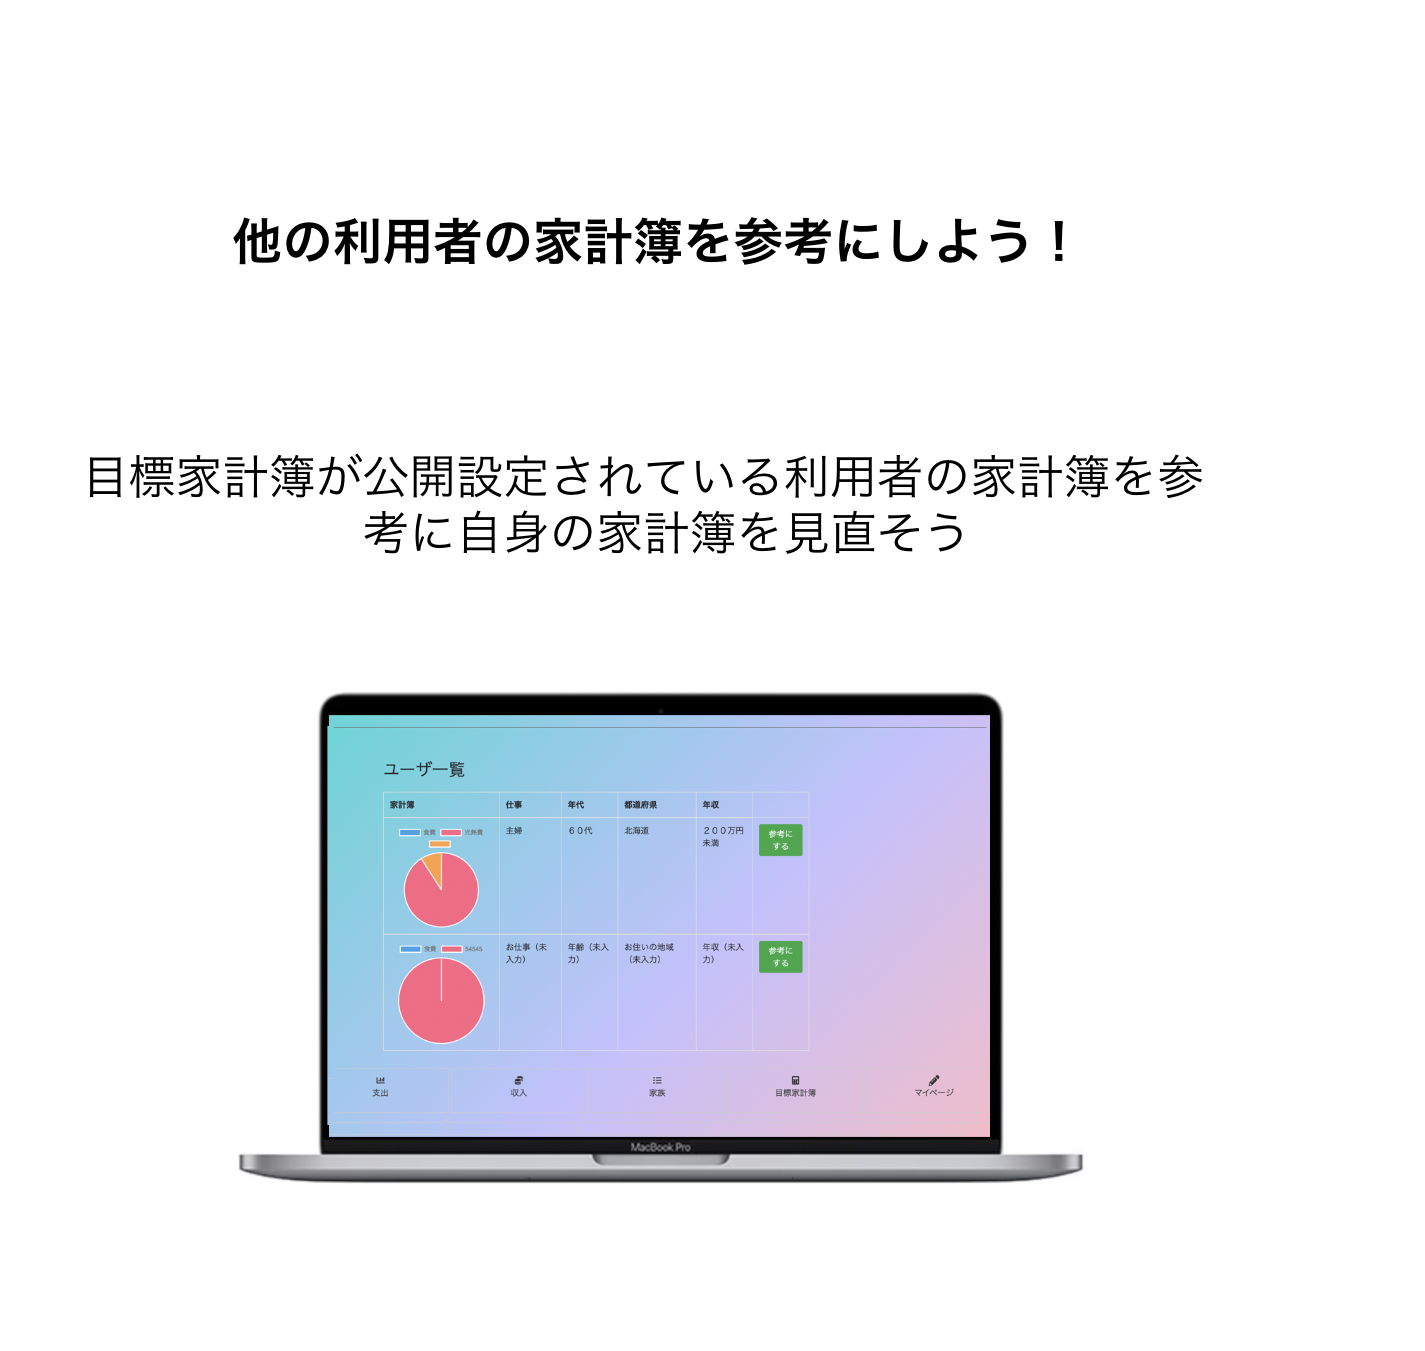 他の利用者の家計簿を参考にしよう！
目標家計簿が公開設定されている利用者の家計簿を参
考に自身の家計簿を見直そう
ユーザ一覧
家計簿 仕事 年代 都道府県 年収
食費 光熱費
主婦 ６０代 北海道 ２００万円
未満
参考に
する
食費 34545
お仕事（未
入力）
年齢（未入
力）
お住いの地域
（未入力）
年収（未入
力）
参考に
する
支出 収入 家族 目標家計簿 マイページ
MacBook Pro